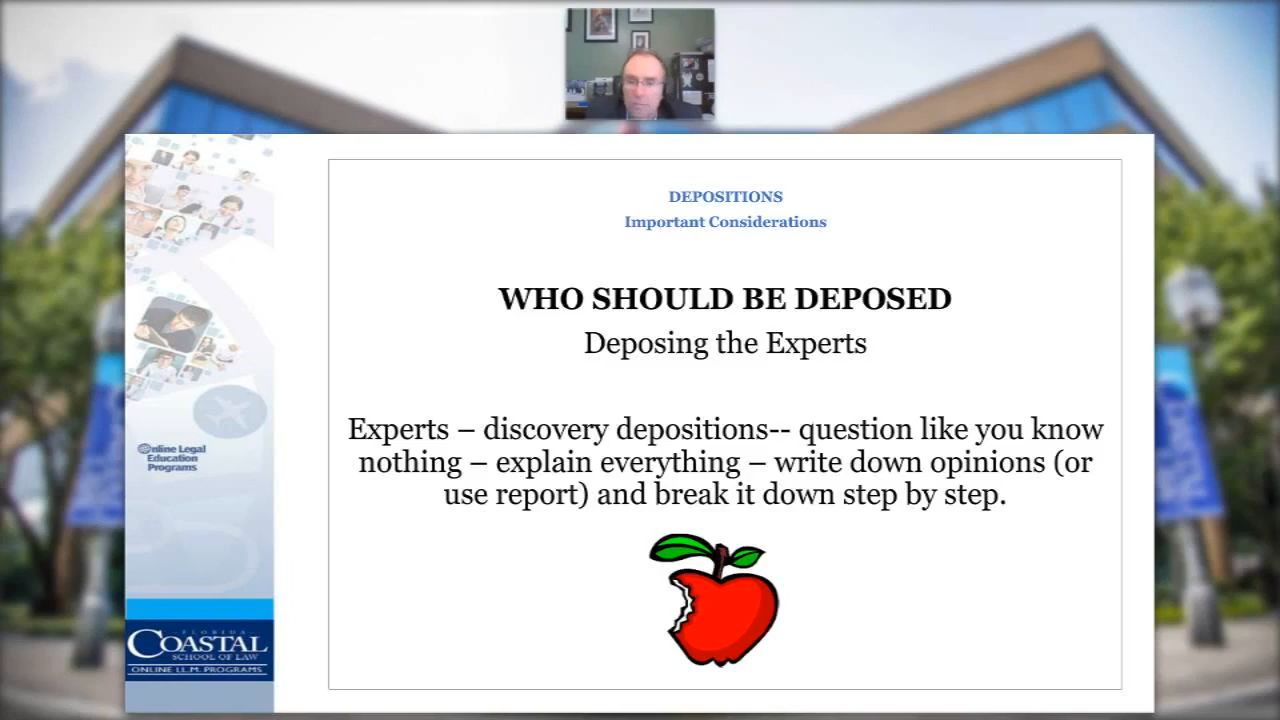 DEPOSITIONS
Important Considerations
WHO SHOULD BE DEPOSED
Deposing the Experts
Experts – discovery depositions-- question like you know
nothing – explain everything – write down opinions (or
use report) and break it down step by step.
Online Legal
Education
Programs
FLORIDA
COASTAL
SCHOOL OF LAW
ONLINE LL.M. PROGRAMS